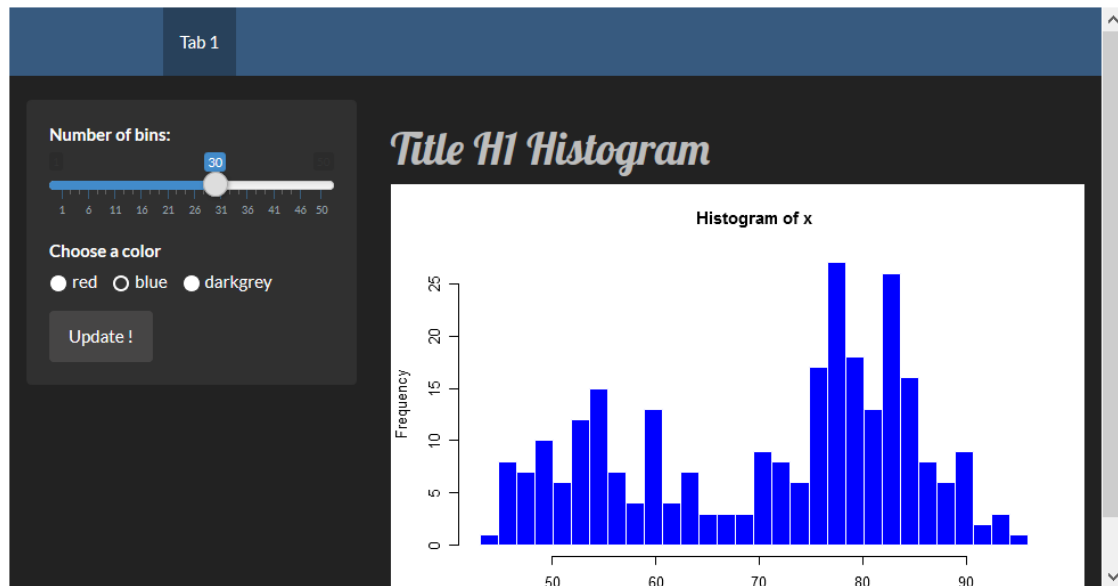 Tab 1
Number of bins:
30
1 6 11 16 21 26 31 36 41 46 50
Choose a color
red blue darkgrey
Update !
Title H1 Histogram
Histogram of x
Frequency
25
20
15
10
5
0
50 60 70 80 90